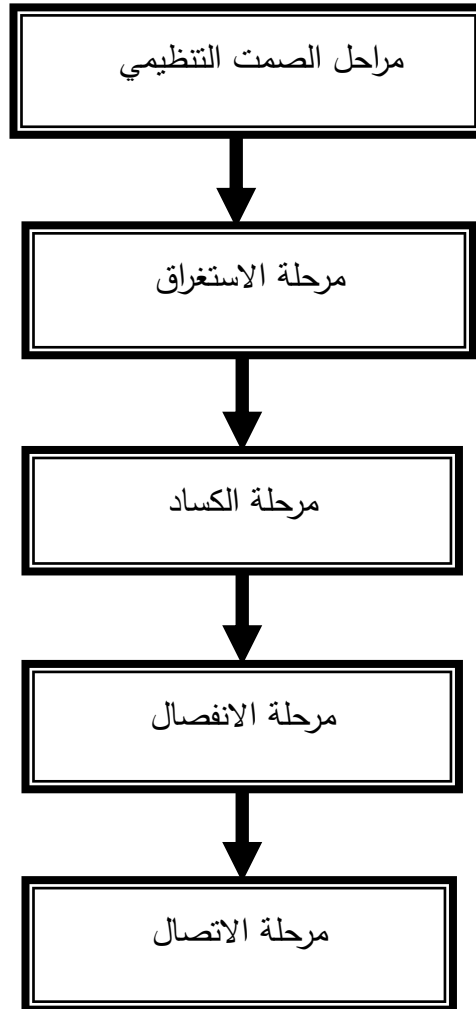 مراحل الصمت التنظيمي
مرحلة الاستغراق
مرحلة الكساد
مرحلة الانفصال
مرحلة الاتصال